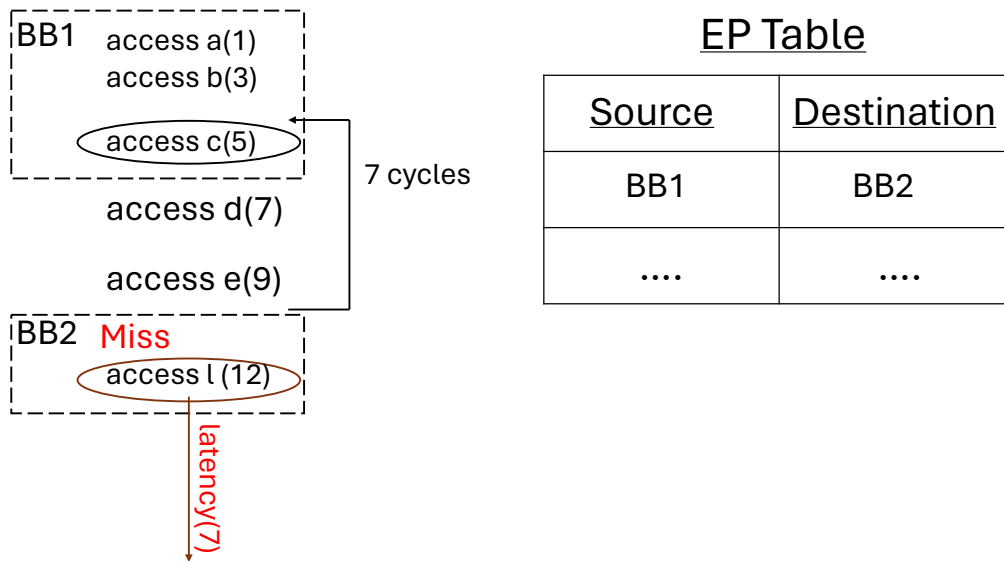 BB1
access a(1)
access b(3)
access c(5)
7 cycles
access d(7)
access e(9)
BB2
Miss
access l (12)
latency(7)
EP Table
Source Destination
BB1 BB2
.... ....